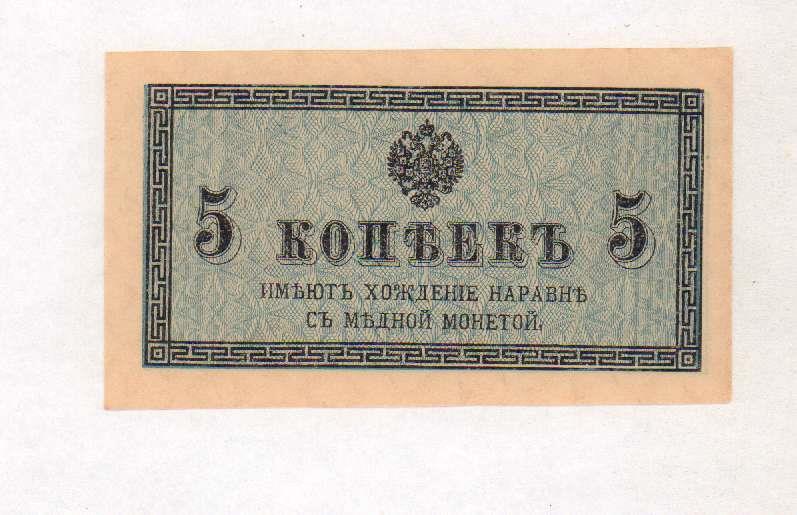 5 КОПѢЕКЪ 5
ИМѢЮТЪ ХОЖДЕНІЕ НАРАВНѢ
СЪ МѢДНОЙ МОНЕТОЙ.